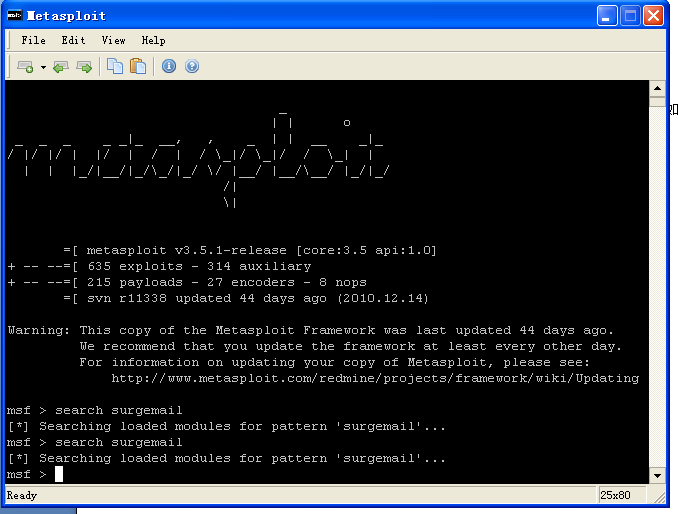 Metasploit
File Edit View Help
=[ metasploit v3.5.1-release [core:3.5 api:1.0]
+ -- --=[ 635 exploits - 314 auxiliary
+ -- --=[ 215 payloads - 27 encoders - 8 nops
=[ svn r11338 updated 44 days ago (2010.12.14)
Warning: This copy of the Metasploit Framework was last updated 44 days ago.
We recommend that you update the framework at least every other day.
For information on updating your copy of Metasploit, please see:
http://www.metasploit.com/redmine/projects/framework/wiki/Updating
msf > search surgemail
[*] Searching loaded modules for pattern 'surgemail'...
msf > search surgemail
[*] Searching loaded modules for pattern 'surgemail'...
msf >
Ready 25x80